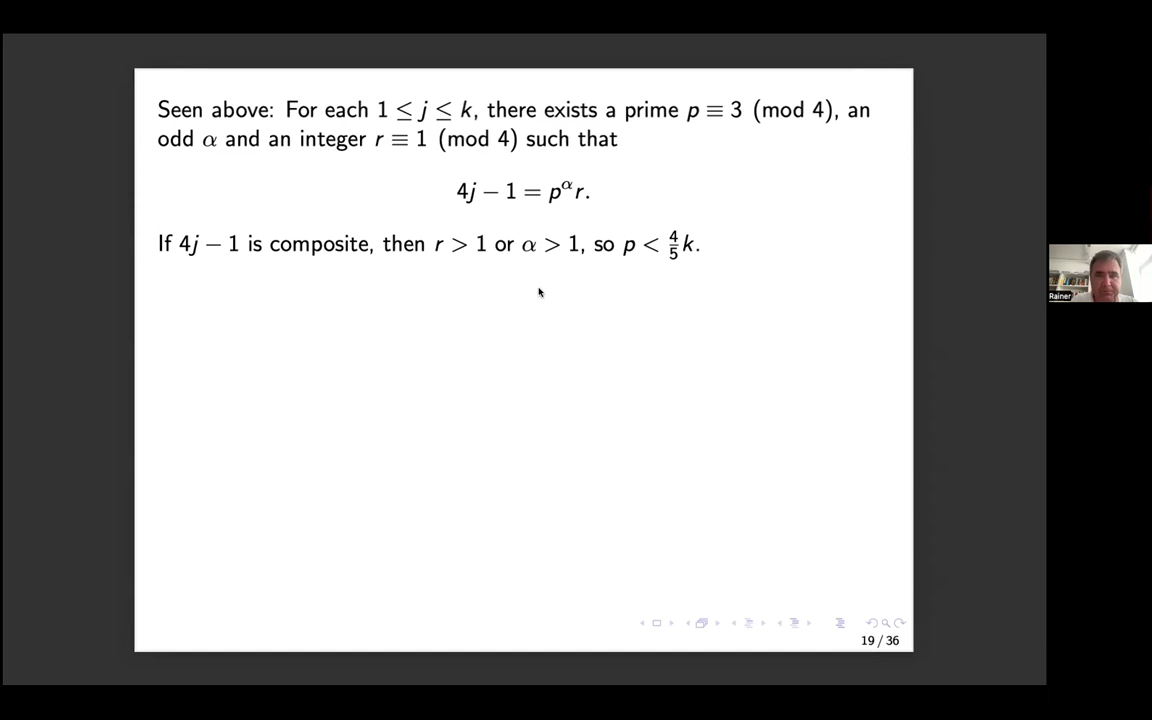 Seen above: For each 1 ≤ j ≤ k, there exists a prime p ≡ 3 (mod 4), an
odd α and an integer r ≡ 1 (mod 4) such that
4j − 1 = p^α r.
If 4j − 1 is composite, then r > 1 or α > 1, so p < 4/5 k.
Rainer
19 / 36